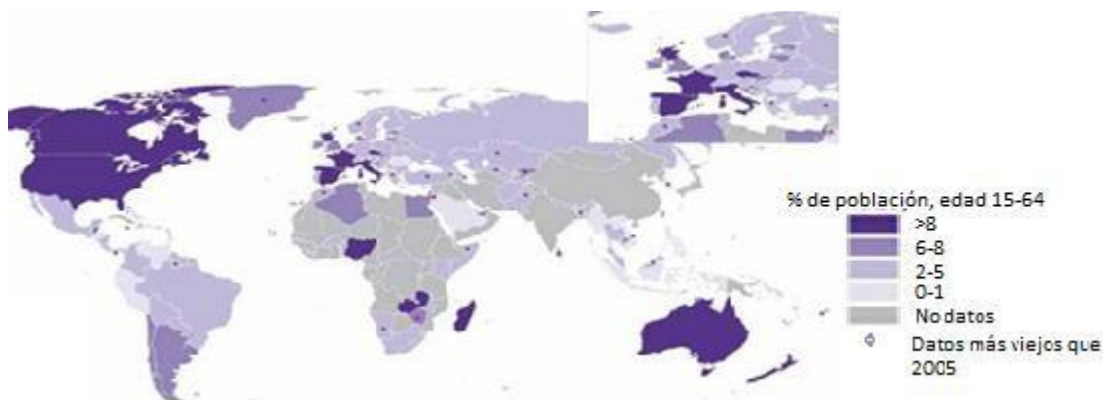 % de población, edad 15-64
>8
6-8
2-5
0-1
No datos
Datos más viejos que
2005